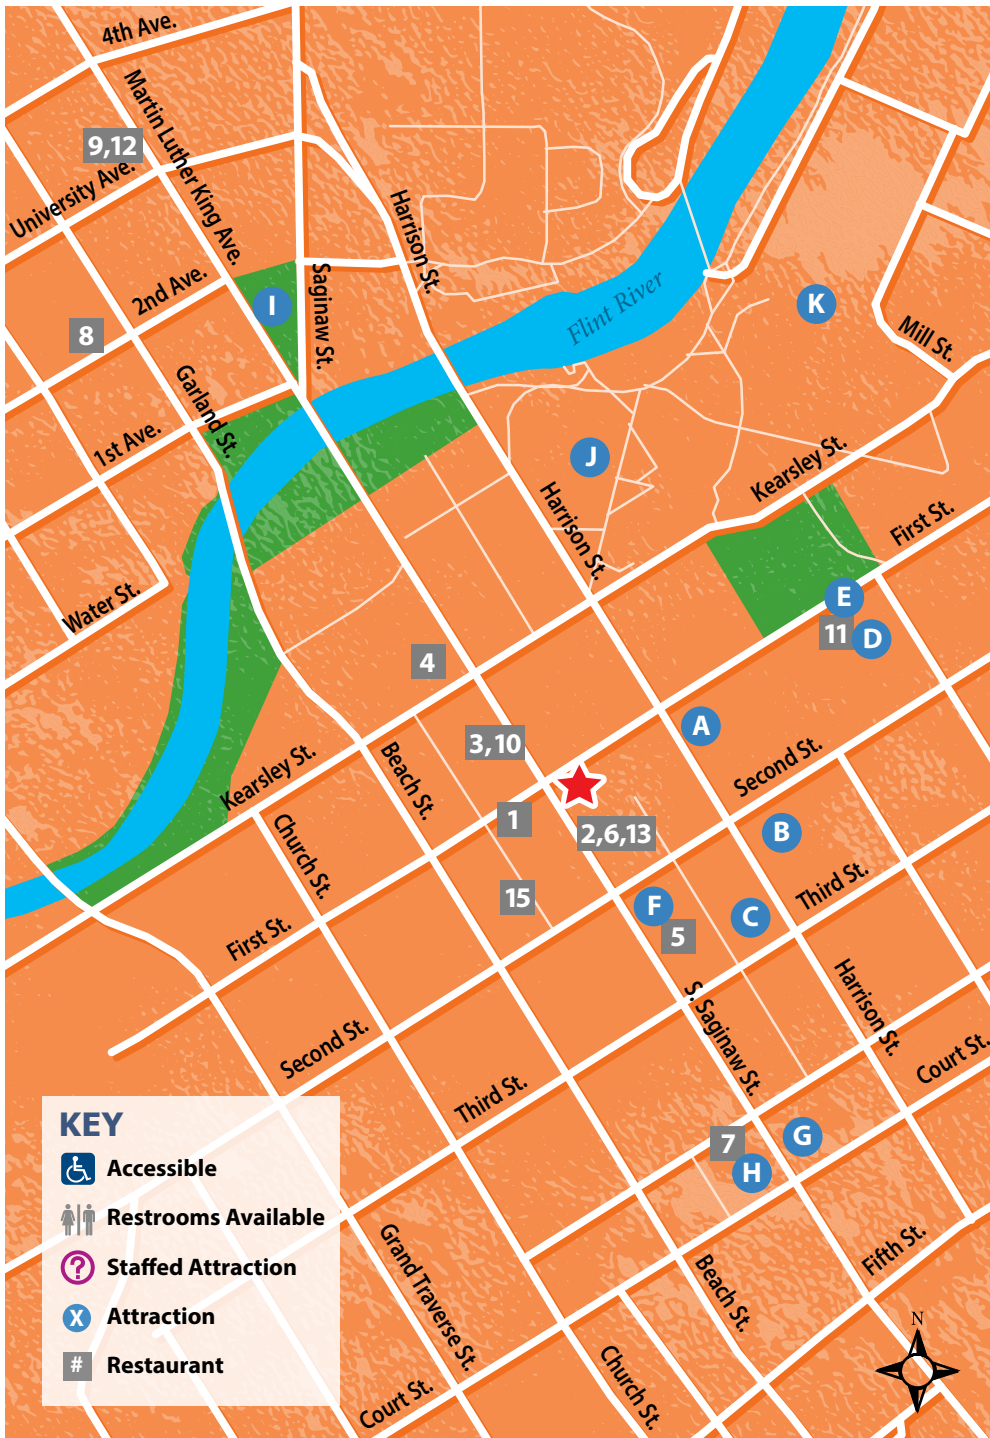 4th Ave.
Martin Luther King Ave.
9,12
University Ave.
Harrison St.
2nd Ave.
Saginaw St.
I
Flint River
K
8
Mill St.
Garland St.
1st Ave.
J
Kearsley St.
Harrison St.
First St.
Water St.
E
11
D
4
A
3,10
Second St.
Kearsley St.
Beach St.
1
2,6,13
B
Church St.
Third St.
15
F
C
5
First St.
Harrison St.
S. Saginaw St.
Second St.
Court St.
Third St.
7
G
H
KEY
Accessible
Restrooms Available
? Staffed Attraction
X Attraction
# Restaurant
Grand Traverse St.
Beach St.
Fifth St.
N
Church St.
Court St.